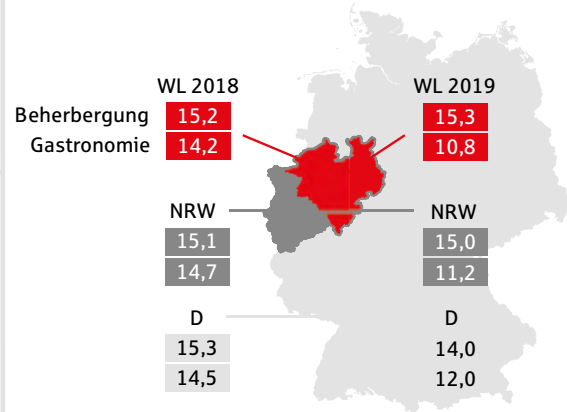 WL 2018 WL 2019
Beherbergung 15,2 15,3
Gastronomie 14,2 10,8
NRW NRW
15,1 15,0
14,7 11,2
D D
15,3 14,0
14,5 12,0